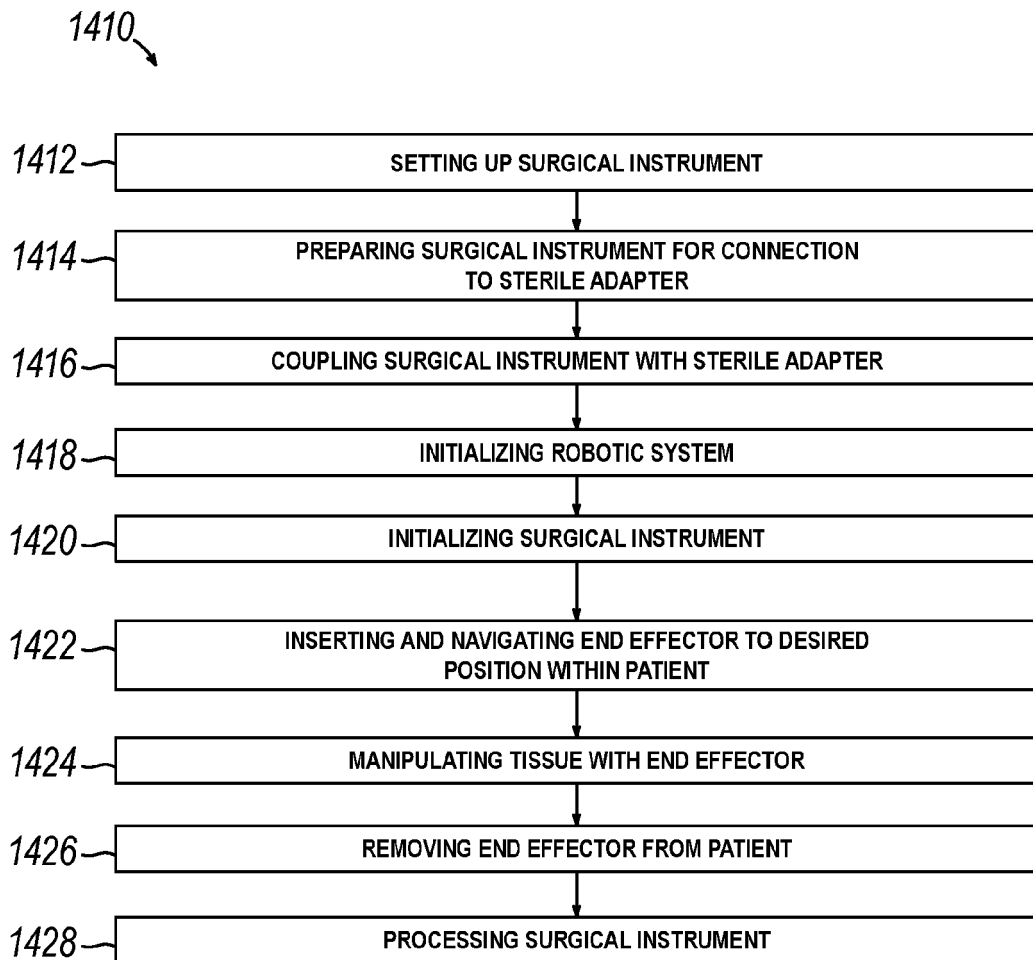 1410
1412
SETTING UP SURGICAL INSTRUMENT
1414
PREPARING SURGICAL INSTRUMENT FOR CONNECTION
TO STERILE ADAPTER
1416
COUPLING SURGICAL INSTRUMENT WITH STERILE ADAPTER
1418
INITIALIZING ROBOTIC SYSTEM
1420
INITIALIZING SURGICAL INSTRUMENT
1422
INSERTING AND NAVIGATING END EFFECTOR TO DESIRED
POSITION WITHIN PATIENT
1424
MANIPULATING TISSUE WITH END EFFECTOR
1426
REMOVING END EFFECTOR FROM PATIENT
1428
PROCESSING SURGICAL INSTRUMENT